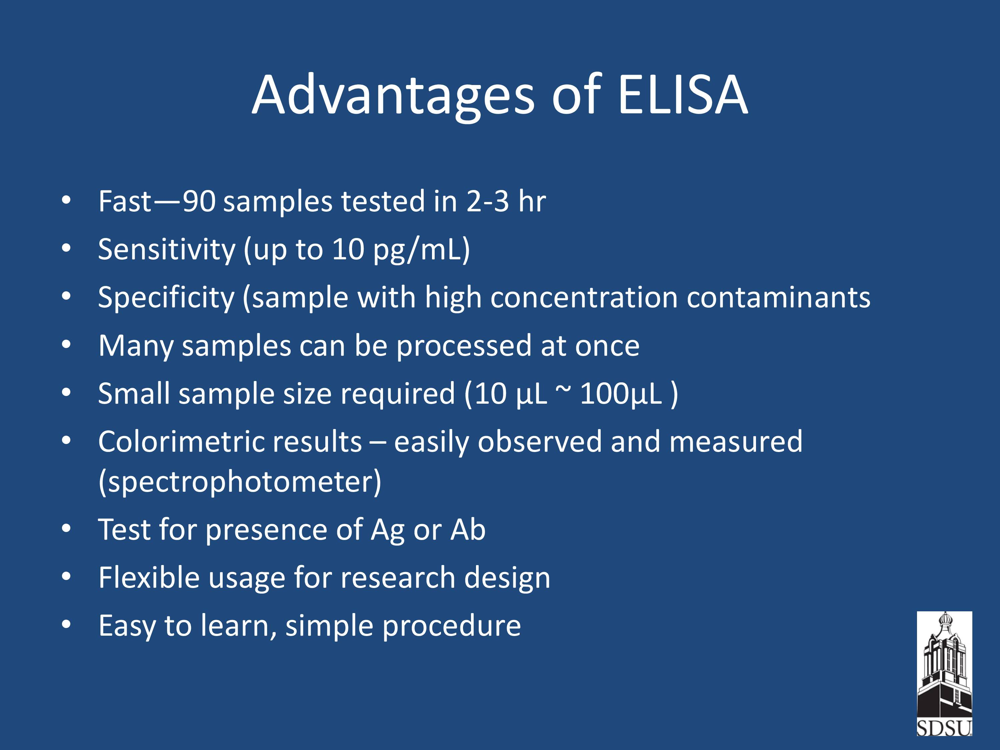 Advantages of ELISA
• Fast—90 samples tested in 2-3 hr
• Sensitivity (up to 10 pg/mL)
• Specificity (sample with high concentration contaminants
• Many samples can be processed at once
• Small sample size required (10 µL ~ 100µL )
• Colorimetric results – easily observed and measured
(spectrophotometer)
• Test for presence of Ag or Ab
• Flexible usage for research design
• Easy to learn, simple procedure
SDSU